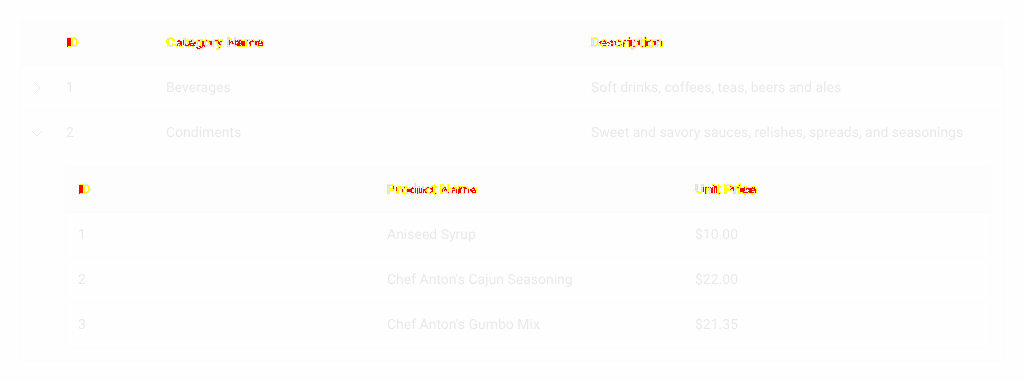 ID Category Name Description
1 Beverages Soft drinks, coffees, teas, beers and ales
2 Condiments Sweet and savory sauces, relishes, spreads, and seasonings
ID Product Name Unit Price
1 Aniseed Syrup $10.00
2 Chef Anton's Cajun Seasoning $22.00
3 Chef Anton's Gumbo Mix $21.35